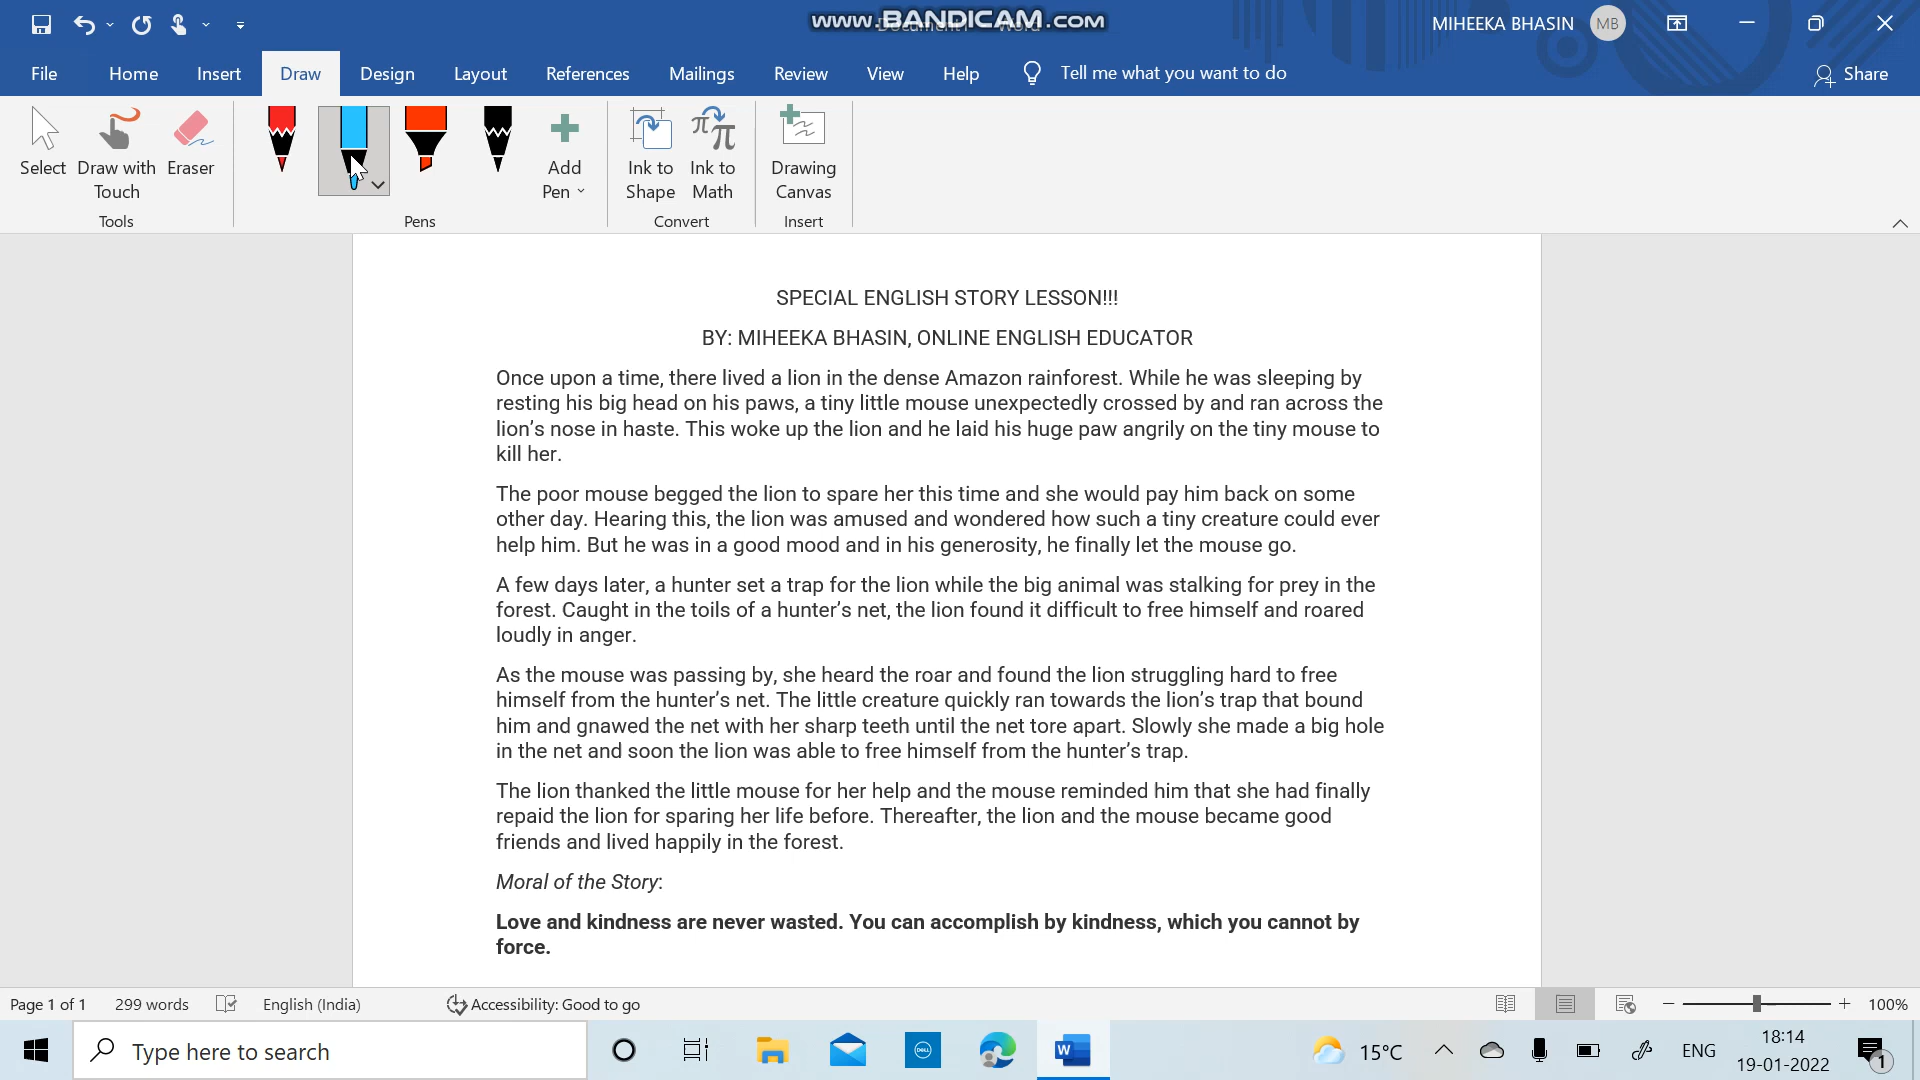 www.BANDICAM.com
MIHEEKA BHASIN MB
File Home Insert Draw Design Layout References Mailings Review View Help Tell me what you want to do Share
Select Draw with Touch Eraser Add Pen Ink to Shape Ink to Math Drawing Canvas
Tools Pens Convert Insert
SPECIAL ENGLISH STORY LESSON!!!
BY: MIHEEKA BHASIN, ONLINE ENGLISH EDUCATOR
Once upon a time, there lived a lion in the dense Amazon rainforest. While he was sleeping by
resting his big head on his paws, a tiny little mouse unexpectedly crossed by and ran across the
lion's nose in haste. This woke up the lion and he laid his huge paw angrily on the tiny mouse to
kill her.
The poor mouse begged the lion to spare her this time and she would pay him back on some
other day. Hearing this, the lion was amused and wondered how such a tiny creature could ever
help him. But he was in a good mood and in his generosity, he finally let the mouse go.
A few days later, a hunter set a trap for the lion while the big animal was stalking for prey in the
forest. Caught in the toils of a hunter's net, the lion found it difficult to free himself and roared
loudly in anger.
As the mouse was passing by, she heard the roar and found the lion struggling hard to free
himself from the hunter's net. The little creature quickly ran towards the lion's trap that bound
him and gnawed the net with her sharp teeth until the net tore apart. Slowly she made a big hole
in the net and soon the lion was able to free himself from the hunter's trap.
The lion thanked the little mouse for her help and the mouse reminded him that she had finally
repaid the lion for sparing her life before. Thereafter, the lion and the mouse became good
friends and lived happily in the forest.
Moral of the Story:
Love and kindness are never wasted. You can accomplish by kindness, which you cannot by
force.
Page 1 of 1 299 words English (India) Accessibility: Good to go 100%
Type here to search DELL W 15°C ENG 18:14
19-01-2022 1